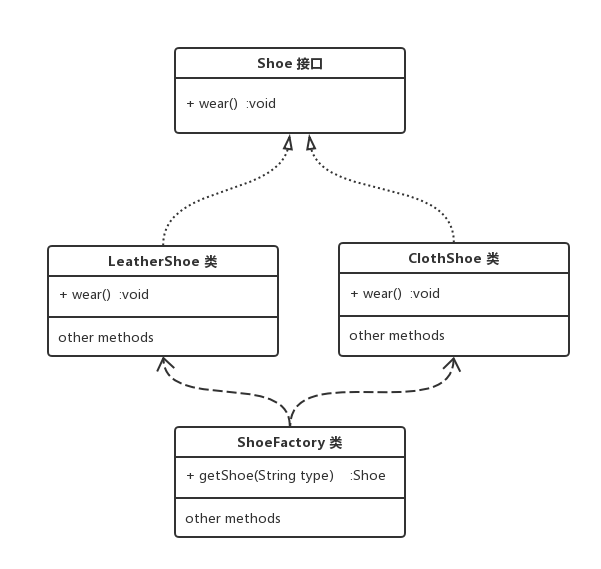 Shoe 接口
+ wear()  :void
LeatherShoe 类
+ wear()  :void
other methods
ClothShoe 类
+ wear()  :void
other methods
ShoeFactory 类
+ getShoe(String type)    :Shoe
other methods